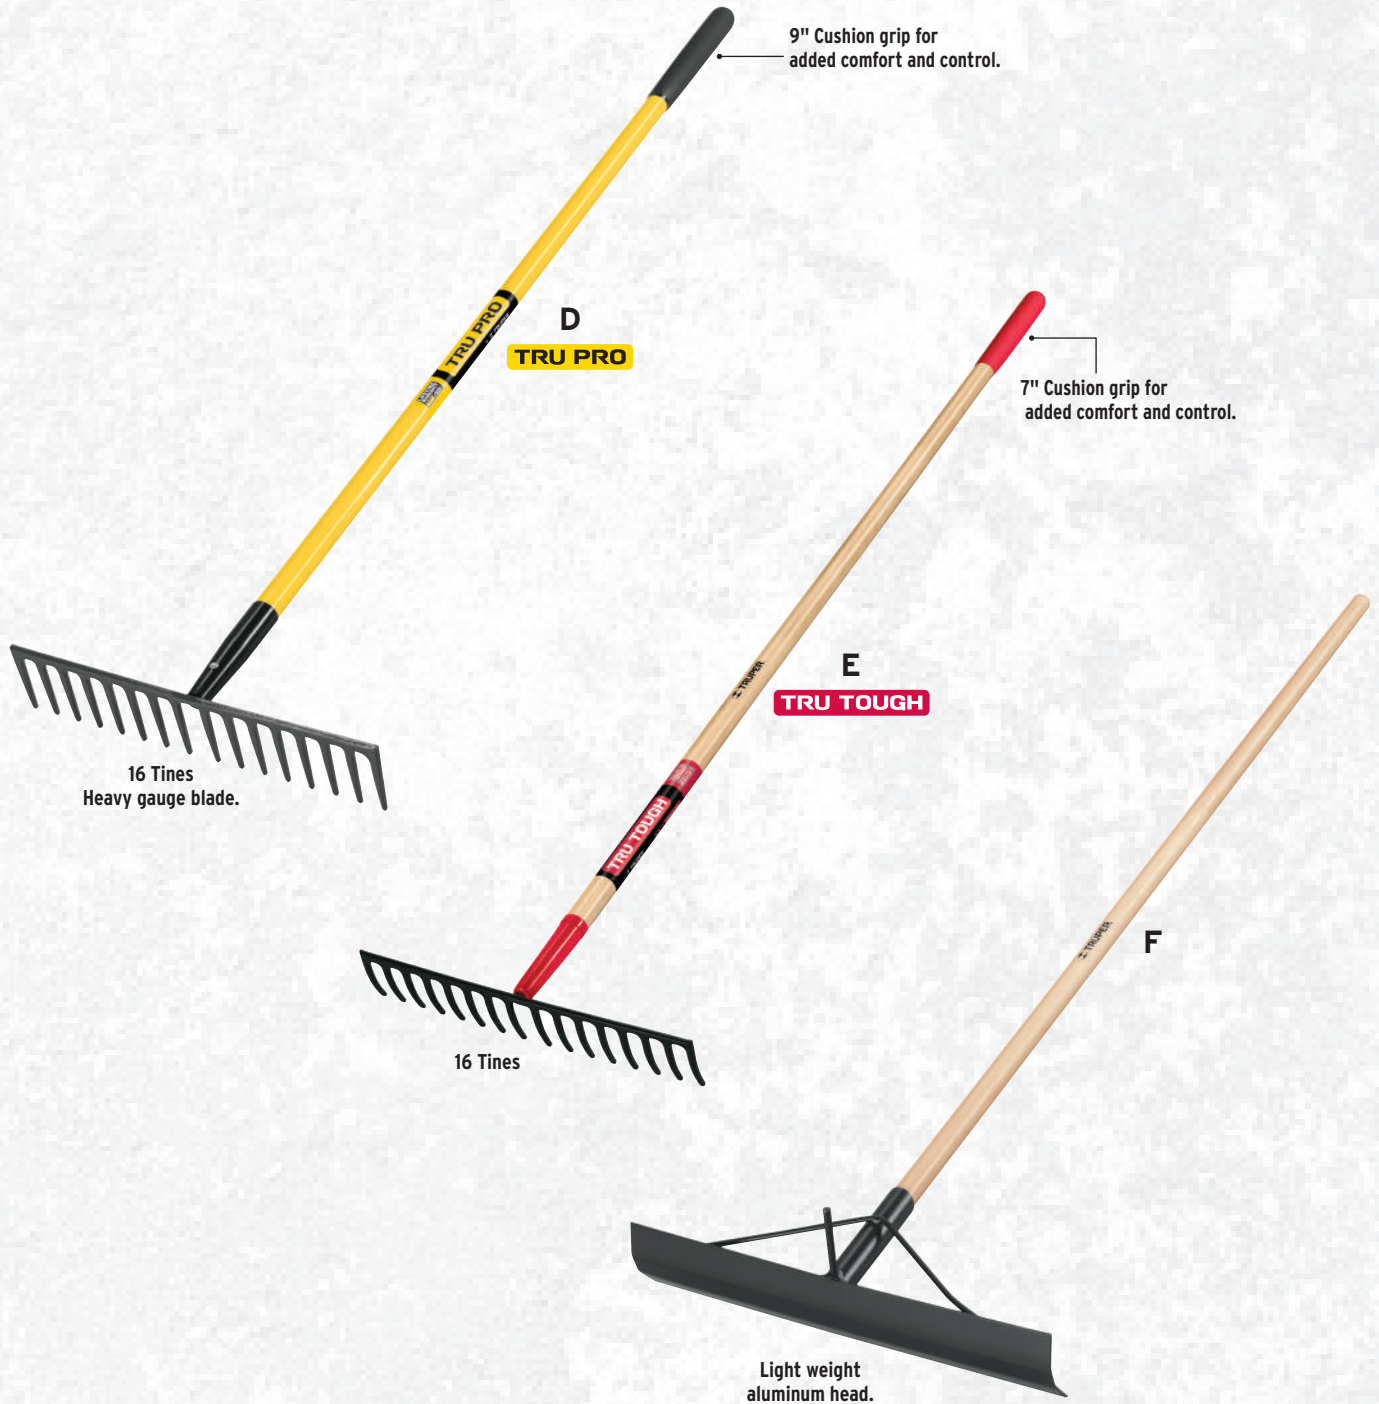 9" Cushion grip for
added comfort and control.
TRU PRO
D
TRU PRO
7" Cushion grip for
added comfort and control.
16 Tines
Heavy gauge blade.
TRUPER
E
TRU TOUGH
TRU TOUGH
16 Tines
TRUPER
F
Light weight
aluminum head.